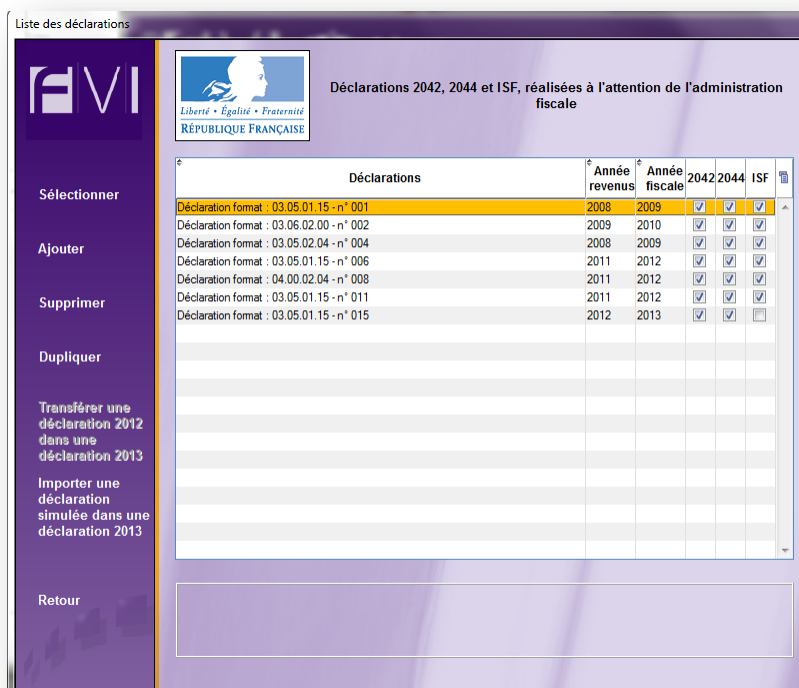 Liste des déclarations
FVI
Liberté • Égalité • Fraternité
RÉPUBLIQUE FRANÇAISE
Déclarations 2042, 2044 et ISF, réalisées à l'attention de l'administration
fiscale
Sélectionner
Ajouter
Supprimer
Dupliquer
Transférer une
déclaration 2012
dans une
déclaration 2013
Importer une
déclaration
simulée dans une
déclaration 2013
Retour
Déclarations Année revenus Année fiscale 2042 2044 ISF
Déclaration format : 03.05.01.15 - n° 001 2008 2009
Déclaration format : 03.06.02.00 - n° 002 2009 2010
Déclaration format : 03.05.02.04 - n° 004 2008 2009
Déclaration format : 03.05.01.15 - n° 006 2011 2012
Déclaration format : 04.00.02.04 - n° 008 2011 2012
Déclaration format : 03.05.01.15 - n° 011 2011 2012
Déclaration format : 03.05.01.15 - n° 015 2012 2013